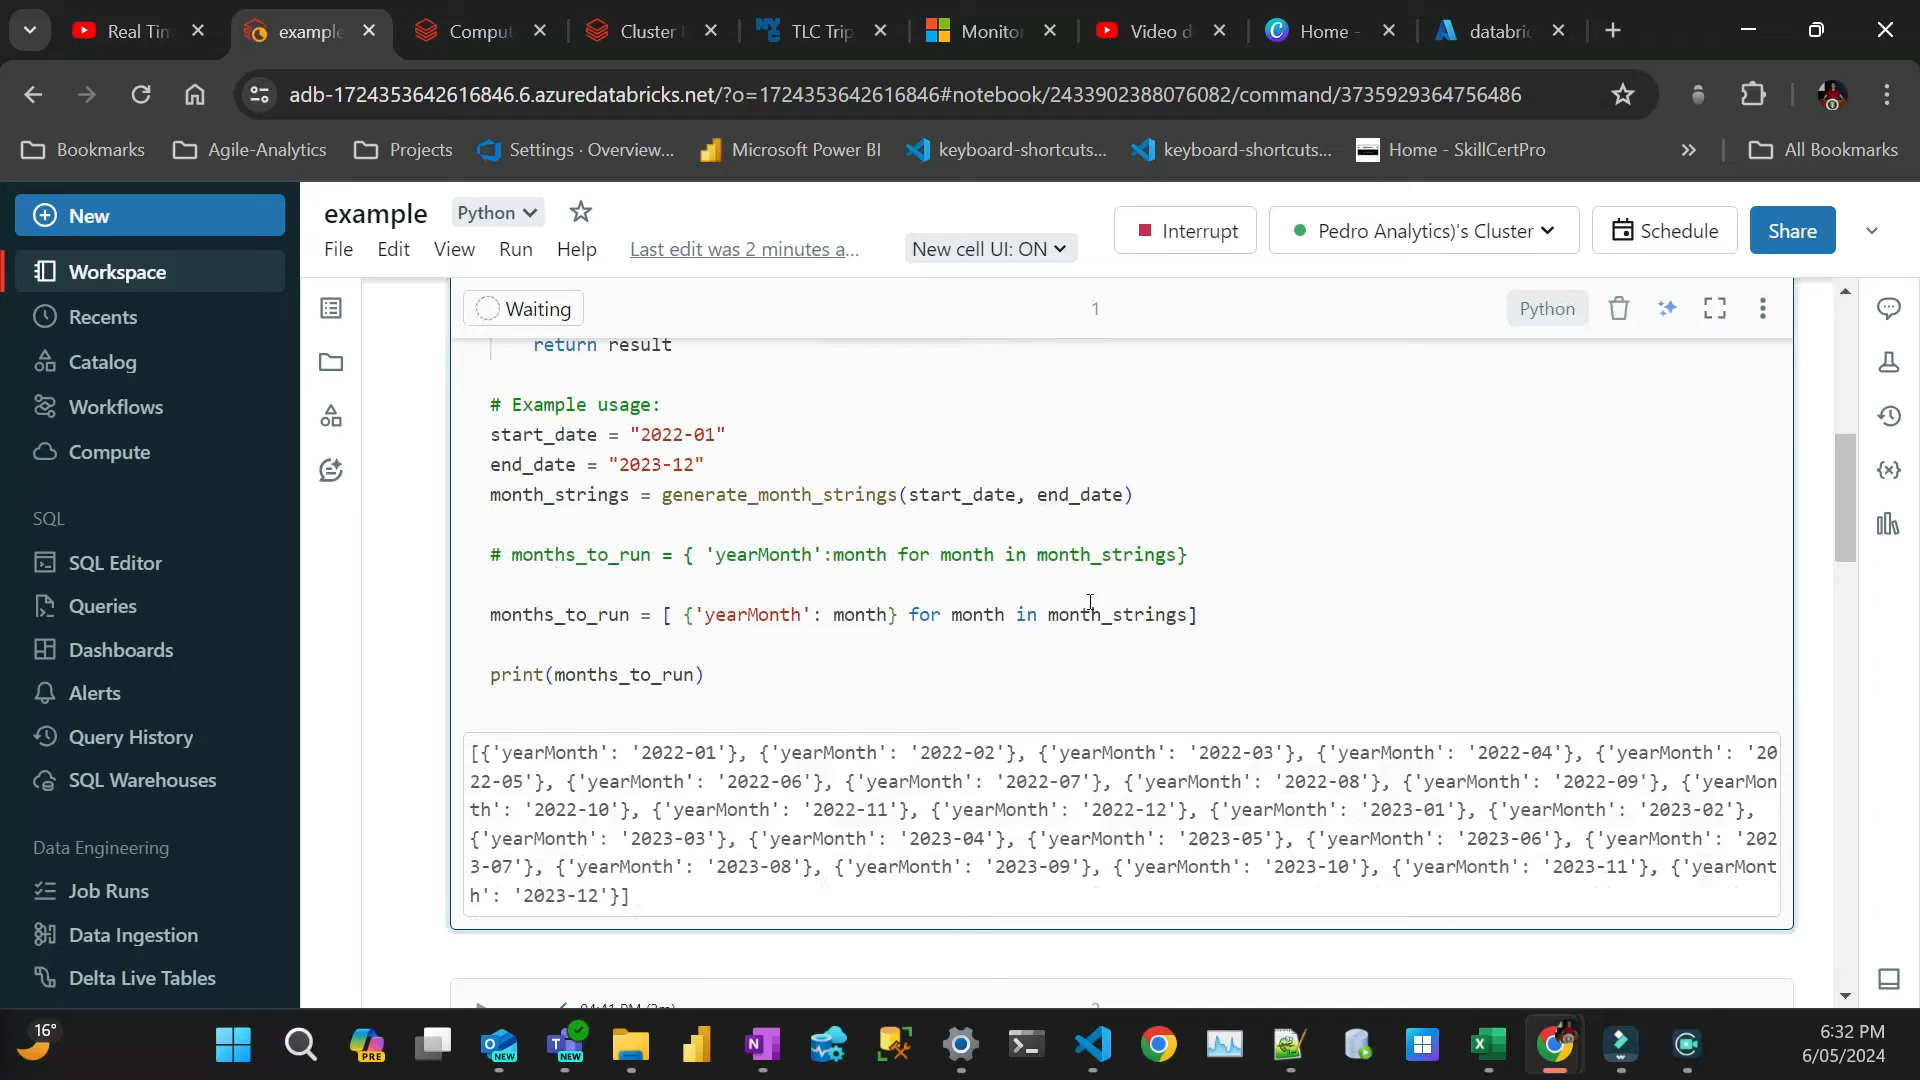 Real Tim
example
Comput
Cluster
TLC Trip
Monitor
Video d
Home -
databric
adb-1724353642616846.6.azuredatabricks.net/?o=1724353642616846#notebook/2433902388076082/command/3735929364756486
Bookmarks
Agile-Analytics
Projects
Settings · Overview...
Microsoft Power BI
keyboard-shortcuts...
keyboard-shortcuts...
Home - SkillCertPro
All Bookmarks
New
Workspace
Recents
Catalog
Workflows
Compute
SQL
SQL Editor
Queries
Dashboards
Alerts
Query History
SQL Warehouses
Data Engineering
Job Runs
Data Ingestion
Delta Live Tables
example
Python
File Edit View Run Help Last edit was 2 minutes a...
New cell UI: ON
Interrupt
Pedro Analytics)'s Cluster
Schedule
Share
Waiting
1
Python
return result
# Example usage:
start_date = "2022-01"
end_date = "2023-12"
month_strings = generate_month_strings(start_date, end_date)
# months_to_run = { 'yearMonth':month for month in month_strings}
months_to_run = [ {'yearMonth': month} for month in month_strings]
print(months_to_run)
[{'yearMonth': '2022-01'}, {'yearMonth': '2022-02'}, {'yearMonth': '2022-03'}, {'yearMonth': '2022-04'}, {'yearMonth': '20
22-05'}, {'yearMonth': '2022-06'}, {'yearMonth': '2022-07'}, {'yearMonth': '2022-08'}, {'yearMonth': '2022-09'}, {'yearMon
th': '2022-10'}, {'yearMonth': '2022-11'}, {'yearMonth': '2022-12'}, {'yearMonth': '2023-01'}, {'yearMonth': '2023-02'},
{'yearMonth': '2023-03'}, {'yearMonth': '2023-04'}, {'yearMonth': '2023-05'}, {'yearMonth': '2023-06'}, {'yearMonth': '202
3-07'}, {'yearMonth': '2023-08'}, {'yearMonth': '2023-09'}, {'yearMonth': '2023-10'}, {'yearMonth': '2023-11'}, {'yearMont
h': '2023-12'}]
04:41 PM (2m)
16°
PRE
NEW
NEW
6:32 PM
6/05/2024